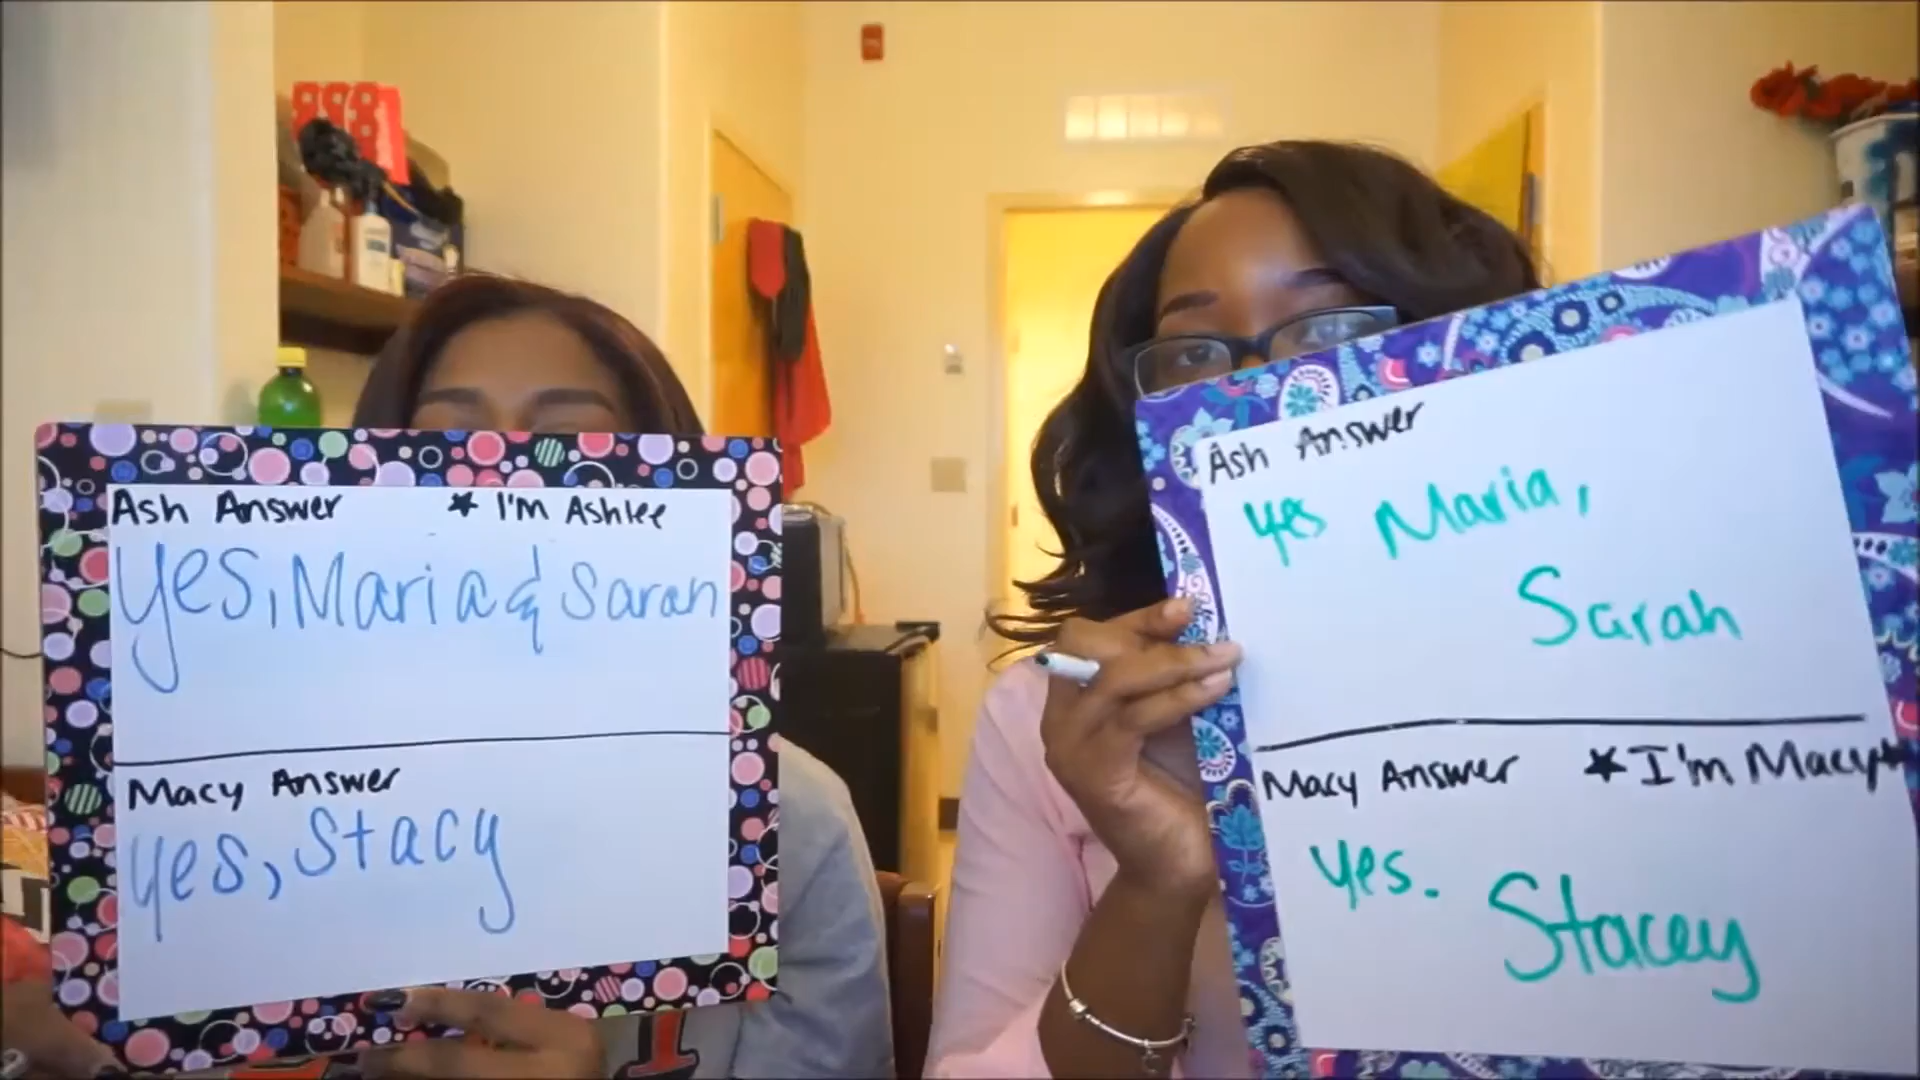 Ash Answer * I'm Ashlee
Yes, Maria & Sarah
Macy Answer
yes, Stacy
Ash Answer
Yes Maria,
Sarah
Macy Answer * I'm Macy
Yes. Stacey